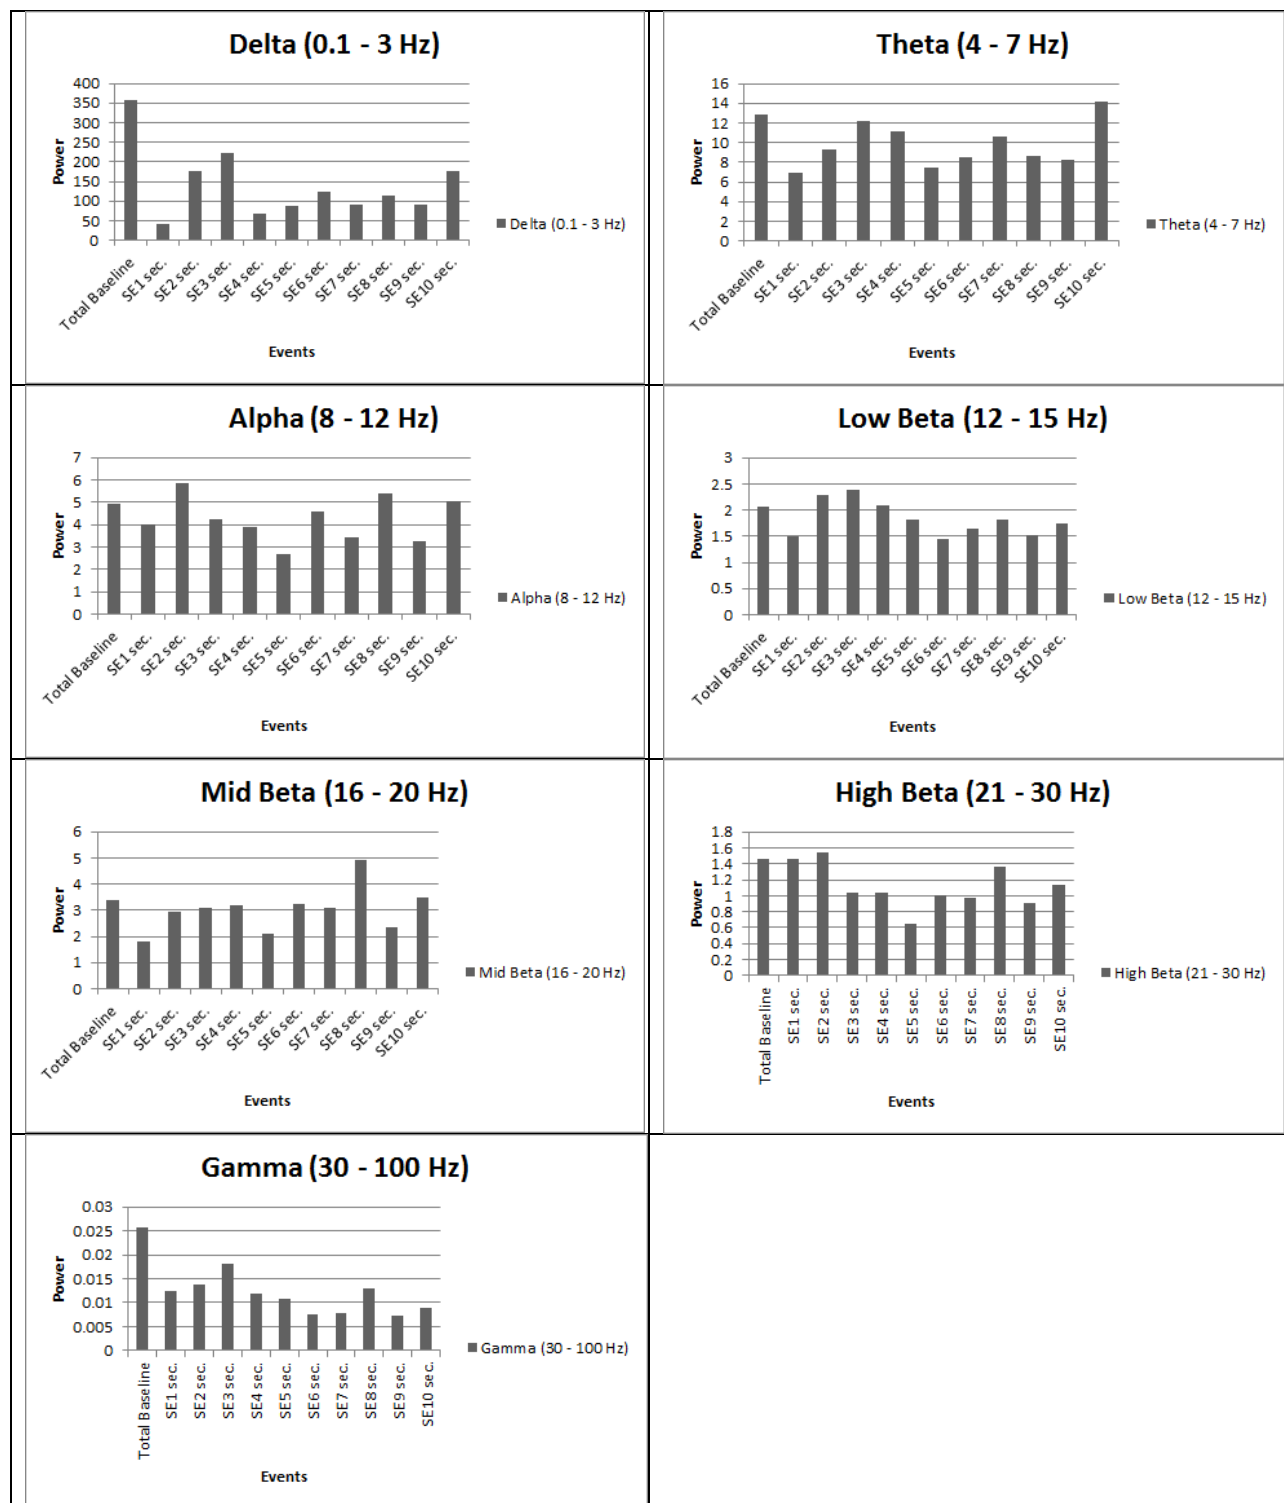 Delta (0.1 - 3 Hz)
400
350
300
250
200
150
100
50
0
Power
Total Baseline
SE1 sec.
SE2 sec.
SE3 sec.
SE4 sec.
SE5 sec.
SE6 sec.
SE7 sec.
SE8 sec.
SE9 sec.
SE10 sec.
Events
Delta (0.1 - 3 Hz)
Theta (4 - 7 Hz)
16
14
12
10
8
6
4
2
0
Power
Total Baseline
SE1 sec.
SE2 sec.
SE3 sec.
SE4 sec.
SE5 sec.
SE6 sec.
SE7 sec.
SE8 sec.
SE9 sec.
SE10 sec.
Events
Theta (4 - 7 Hz)
Alpha (8 - 12 Hz)
7
6
5
4
3
2
1
0
Power
Total Baseline
SE1 sec.
SE2 sec.
SE3 sec.
SE4 sec.
SE5 sec.
SE6 sec.
SE7 sec.
SE8 sec.
SE9 sec.
SE10 sec.
Events
Alpha (8 - 12 Hz)
Low Beta (12 - 15 Hz)
3
2.5
2
1.5
1
0.5
0
Power
Total Baseline
SE1 sec.
SE2 sec.
SE3 sec.
SE4 sec.
SE5 sec.
SE6 sec.
SE7 sec.
SE8 sec.
SE9 sec.
SE10 sec.
Events
Low Beta (12 - 15 Hz)
Mid Beta (16 - 20 Hz)
6
5
4
3
2
1
0
Power
Total Baseline
SE1 sec.
SE2 sec.
SE3 sec.
SE4 sec.
SE5 sec.
SE6 sec.
SE7 sec.
SE8 sec.
SE9 sec.
SE10 sec.
Events
Mid Beta (16 - 20 Hz)
High Beta (21 - 30 Hz)
1.8
1.6
1.4
1.2
1
0.8
0.6
0.4
0.2
0
Power
Total Baseline
SE1 sec.
SE2 sec.
SE3 sec.
SE4 sec.
SE5 sec.
SE6 sec.
SE7 sec.
SE8 sec.
SE9 sec.
SE10 sec.
Events
High Beta (21 - 30 Hz)
Gamma (30 - 100 Hz)
0.03
0.025
0.02
0.015
0.01
0.005
0
Power
Total Baseline
SE1 sec.
SE2 sec.
SE3 sec.
SE4 sec.
SE5 sec.
SE6 sec.
SE7 sec.
SE8 sec.
SE9 sec.
SE10 sec.
Events
Gamma (30 - 100 Hz)